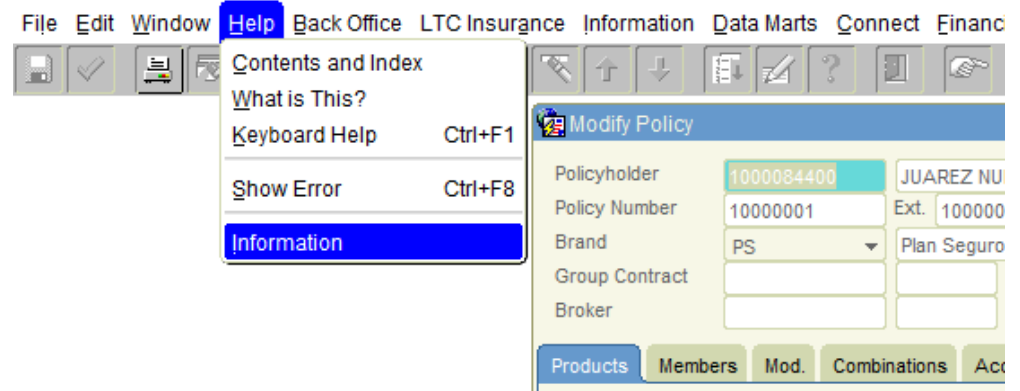 File Edit Window Help Back Office LTC Insurance Information Data Marts Connect
Contents and Index
What is This?
Keyboard Help Ctrl+F1
Show Error Ctrl+F8
Information
Modify Policy
Policyholder 1000084400 JUAREZ
Policy Number 10000001 Ext. 100000
Brand PS Plan Seguro
Group Contract
Broker
Products Members Mod. Combinations